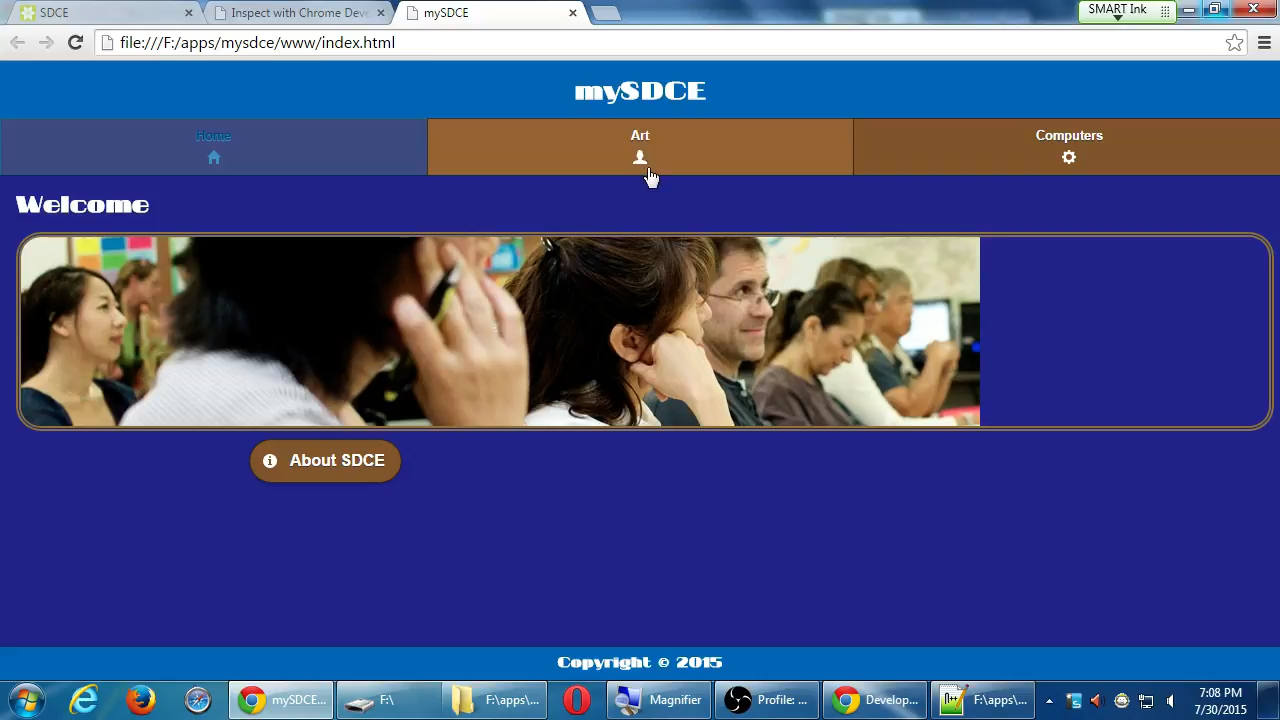 SDCE
Inspect with Chrome Deve
mySDCE
SMART Ink
file:///F:/apps/mysdce/www/index.html
mySDCE
Home
Art
Computers
Welcome
About SDCE
Copyright © 2015
mySDCE...
F:\
F:\apps\...
Magnifier
Profile: ...
Develop...
F:\apps\...
7:08 PM
7/30/2015